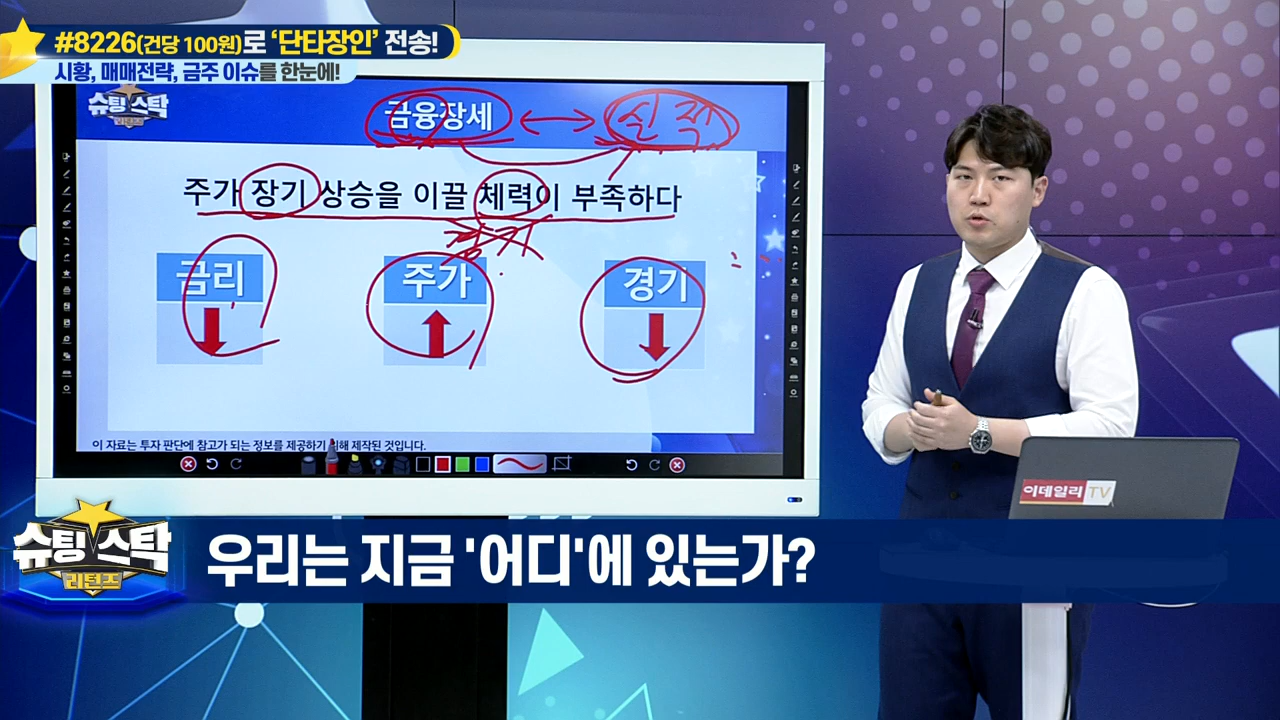 #8226(건당 100원)로 '단타장인' 전송!
시황, 매매전략, 금주 이슈를 한눈에!
슈팅 스탁
리턴즈
금융장세 실적
주가 장기 상승을 이끌 체력이 부족하다
금리 주가 경기
이 자료는 투자 판단에 참고가 되는 정보를 제공하기 위해 제작된 것입니다.
이데일리 TV
슈팅 스탁
리턴즈
우리는 지금 '어디'에 있는가?